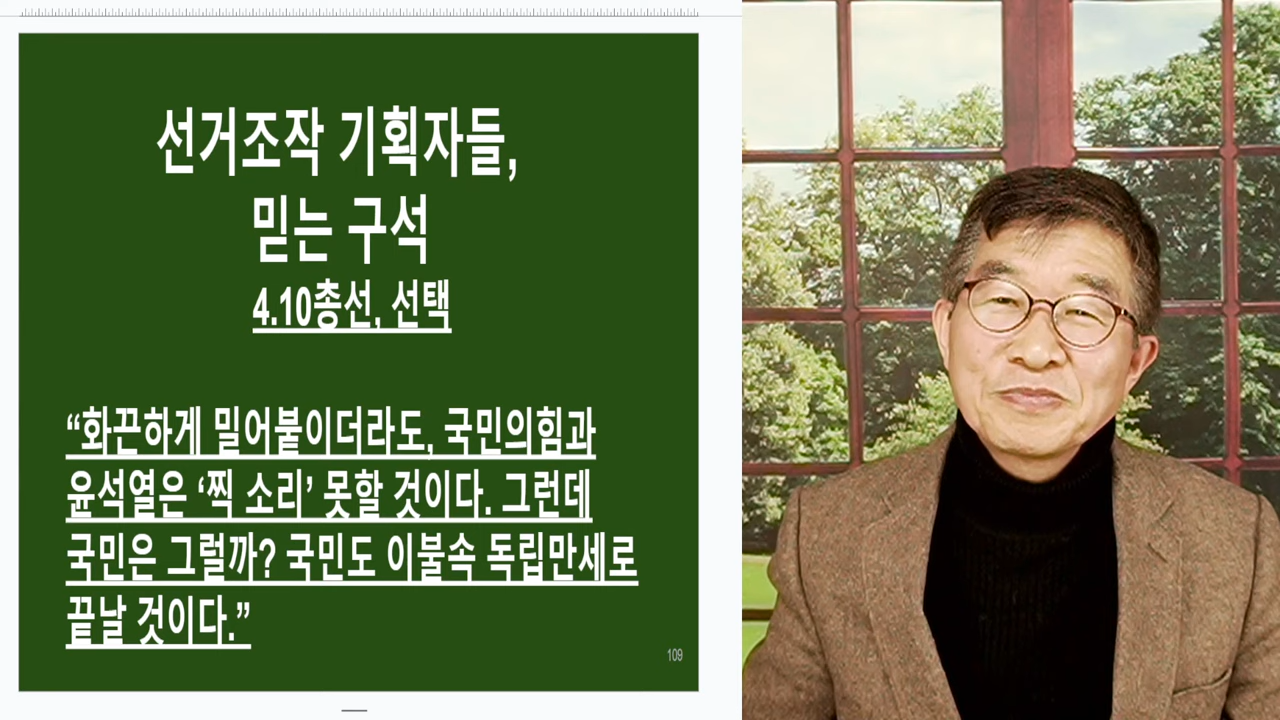 선거조작 기획자들,
믿는 구석
4.10총선, 선택
“화끈하게 밀어붙이더라도, 국민의힘과
윤석열은 ‘찍 소리’ 못할 것이다. 그런데
국민은 그럴까? 국민도 이불속 독립만세로
끝날 것이다.”
109